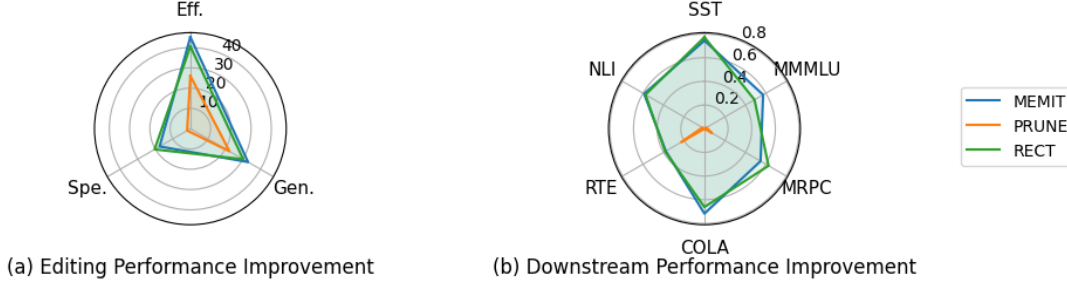 Eff.
40
30
20
10
Spe.
Gen.
(a) Editing Performance Improvement
SST
0.8
0.6
0.4
0.2
NLI
MMMLU
RTE
MRPC
COLA
(b) Downstream Performance Improvement
MEMIT
PRUNE
RECT